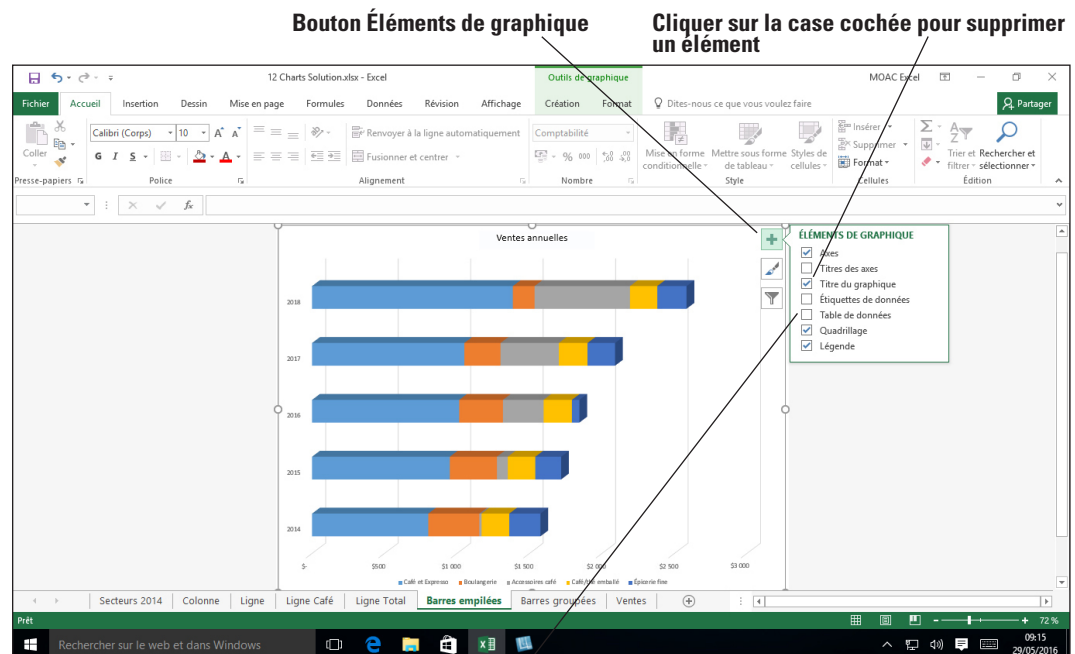 Bouton Éléments de graphique
Cliquer sur la case cochée pour supprimer
un élément
12 Charts Solution.xlsx - Excel
Outils de graphique
MOAC Excel
Fichier Accueil Insertion Dessin Mise en page Formules Données Révision Affichage Création Format Dites-nous ce que vous voulez faire Partager
Coller
Calibri (Corps) 10 A A
G I S A
Renvoyer à la ligne automatiquement
Fusionner et centrer
Comptabilité
% 000 ,00 ,00
Mise en forme conditionnelle
Mettre sous forme de tableau
Styles de cellules
Insérer
Supprimer
Format
Trier et filtrer
Rechercher et sélectionner
Presse-papiers Police Alignement Nombre Style Cellules Édition
fx
Ventes annuelles
ÉLÉMENTS DE GRAPHIQUE
Axes
Titres des axes
Titre du graphique
Étiquettes de données
Table de données
Quadrillage
Légende
2018
2017
2016
2015
2014
$- $500 $1 000 $1 500 $2 000 $2 500 $3 000
Café et Expresso Boulangerie Accessoires café Café/thé emballé Épicerie fine
Secteurs 2014 Colonne Ligne Ligne Café Ligne Total Barres empilées Barres groupées Ventes
Prêt
72 %
Rechercher sur le web et dans Windows
09:15
29/05/2016